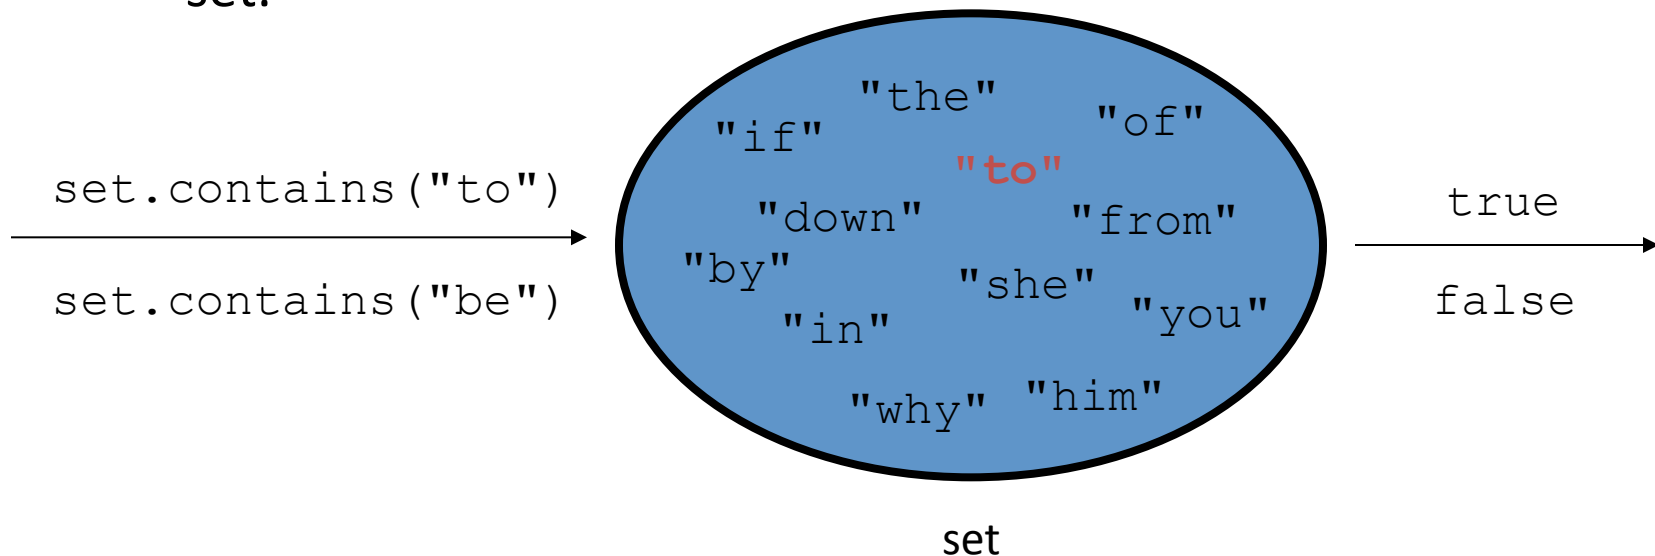 set.
"the"
"of"
"if"
"to"
set.contains("to")
true
"down"
"from"
"by"
"she"
set.contains("be")
false
"you"
"in"
"why"
"him"
set